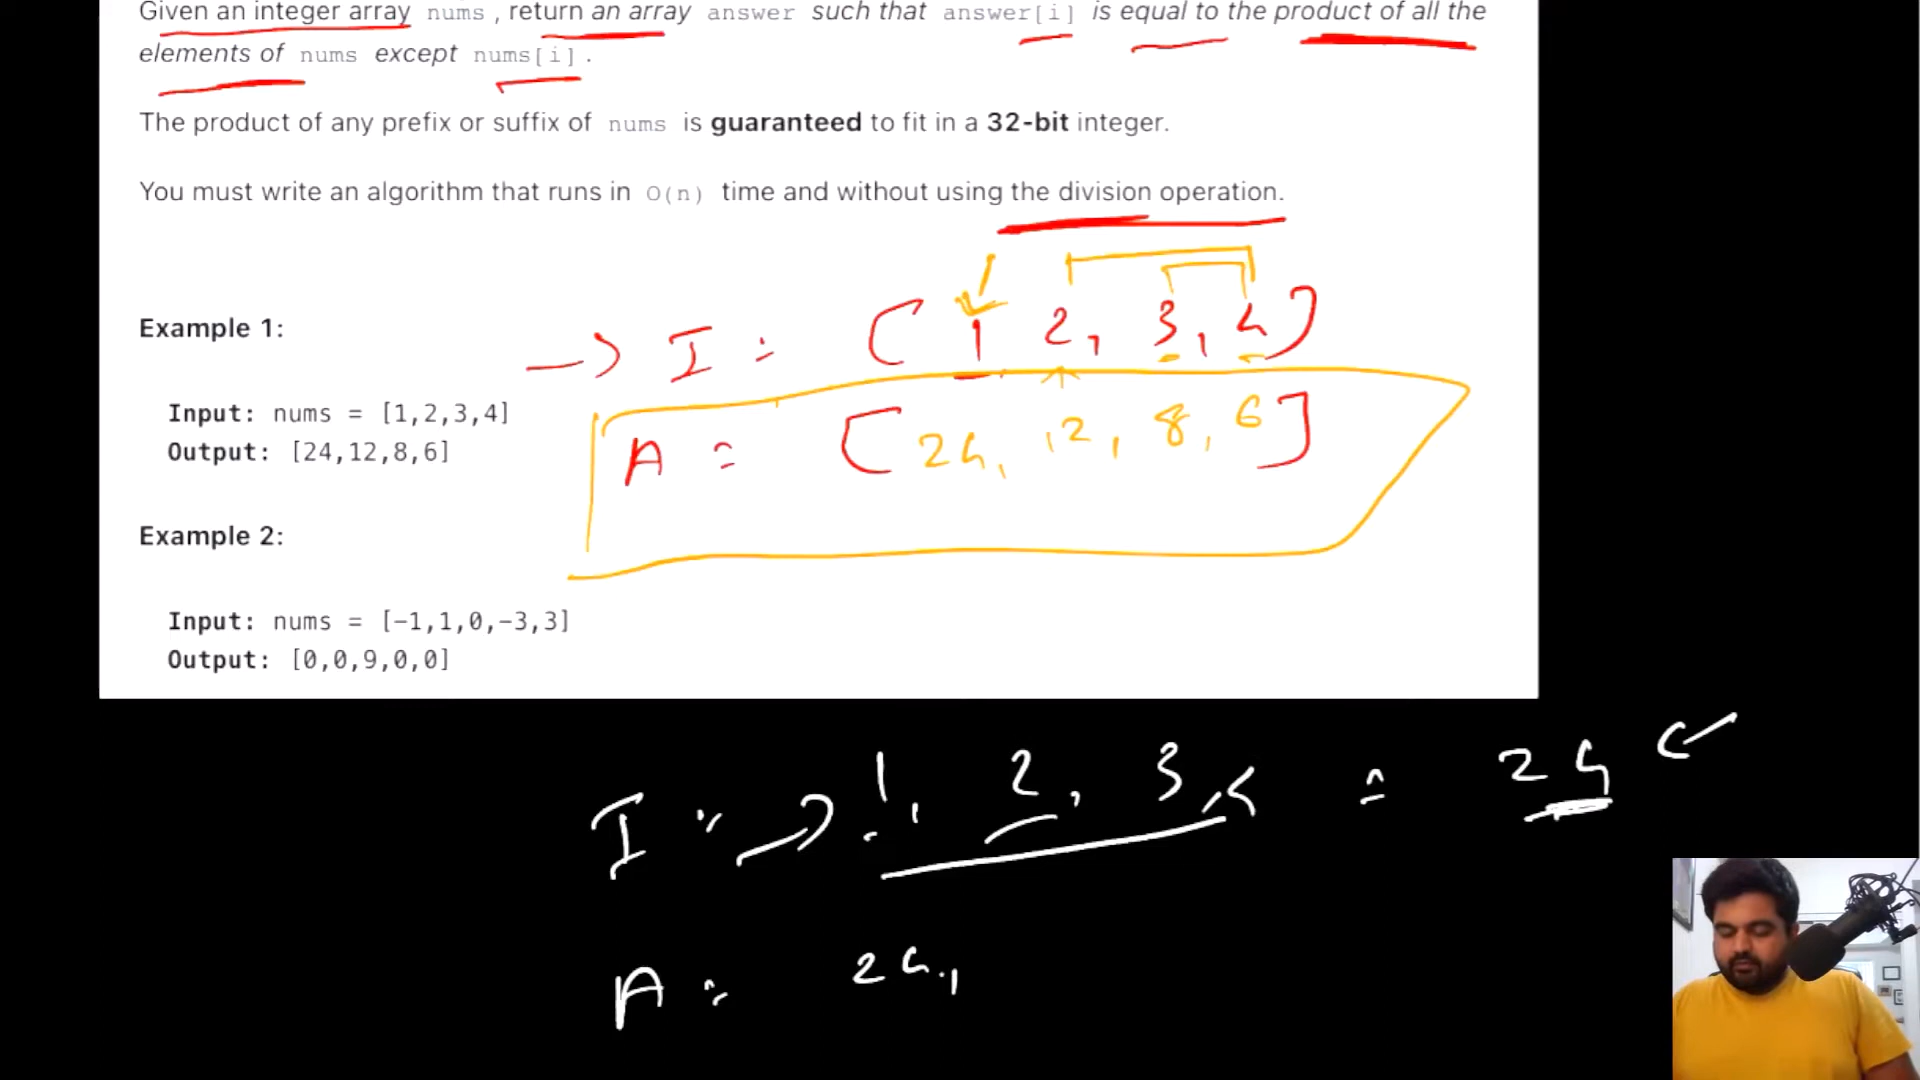 Given an integer array nums, return an array answer such that answer[i] is equal to the product of all the
elements of nums except nums[i].
The product of any prefix or suffix of nums is guaranteed to fit in a 32-bit integer.
You must write an algorithm that runs in O(n) time and without using the division operation.
Example 1:
-> I = [1 2, 3, 4]
Input: nums = [1,2,3,4]
Output: [24,12,8,6]
A = [24, 12, 8, 6]
Example 2:
Input: nums = [-1,1,0,-3,3]
Output: [0,0,9,0,0]
I : -> 1, 2, 3, 4 = 24
A : 24,